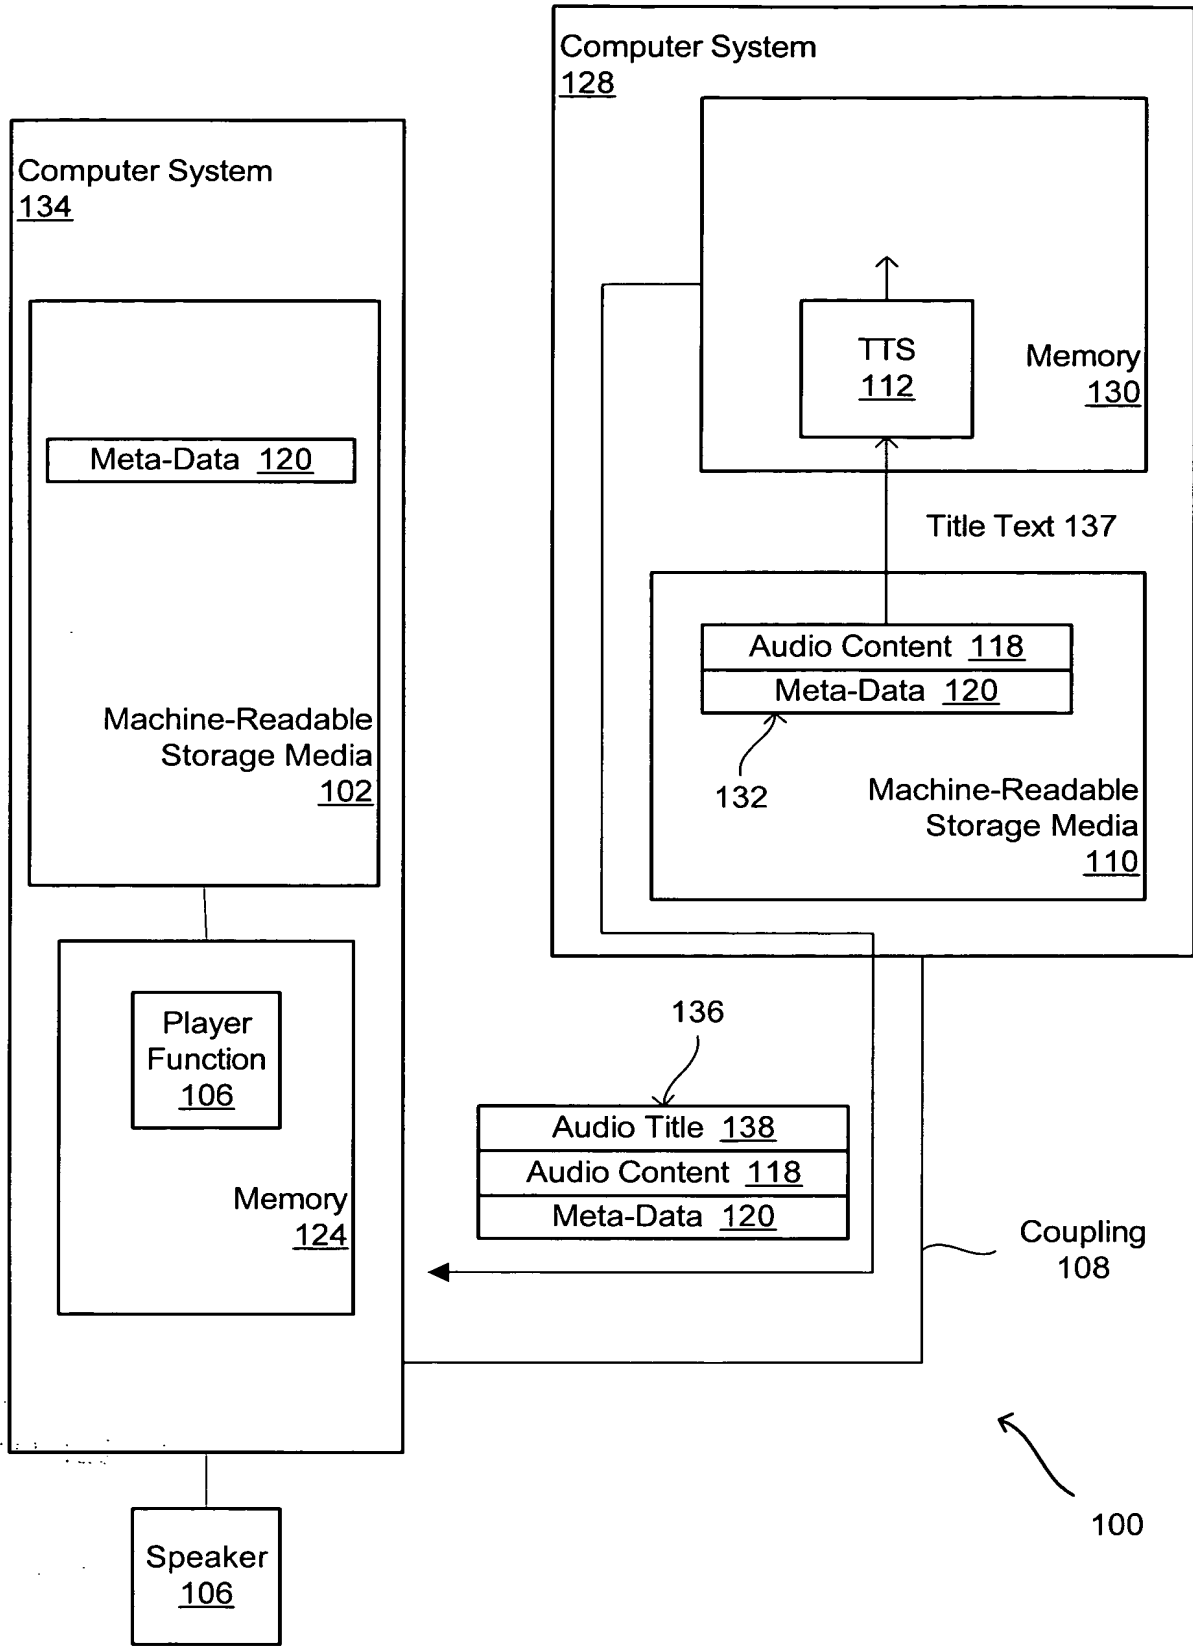 Computer System
128
Computer System
134
TTS
112
Memory
130
Meta-Data 120
Title Text 137
Audio Content 118
Meta-Data 120
132
Machine-Readable
Storage Media
102
Machine-Readable
Storage Media
110
Player
Function
106
Memory
124
136
Audio Title 138
Audio Content 118
Meta-Data 120
Coupling
108
100
Speaker
106